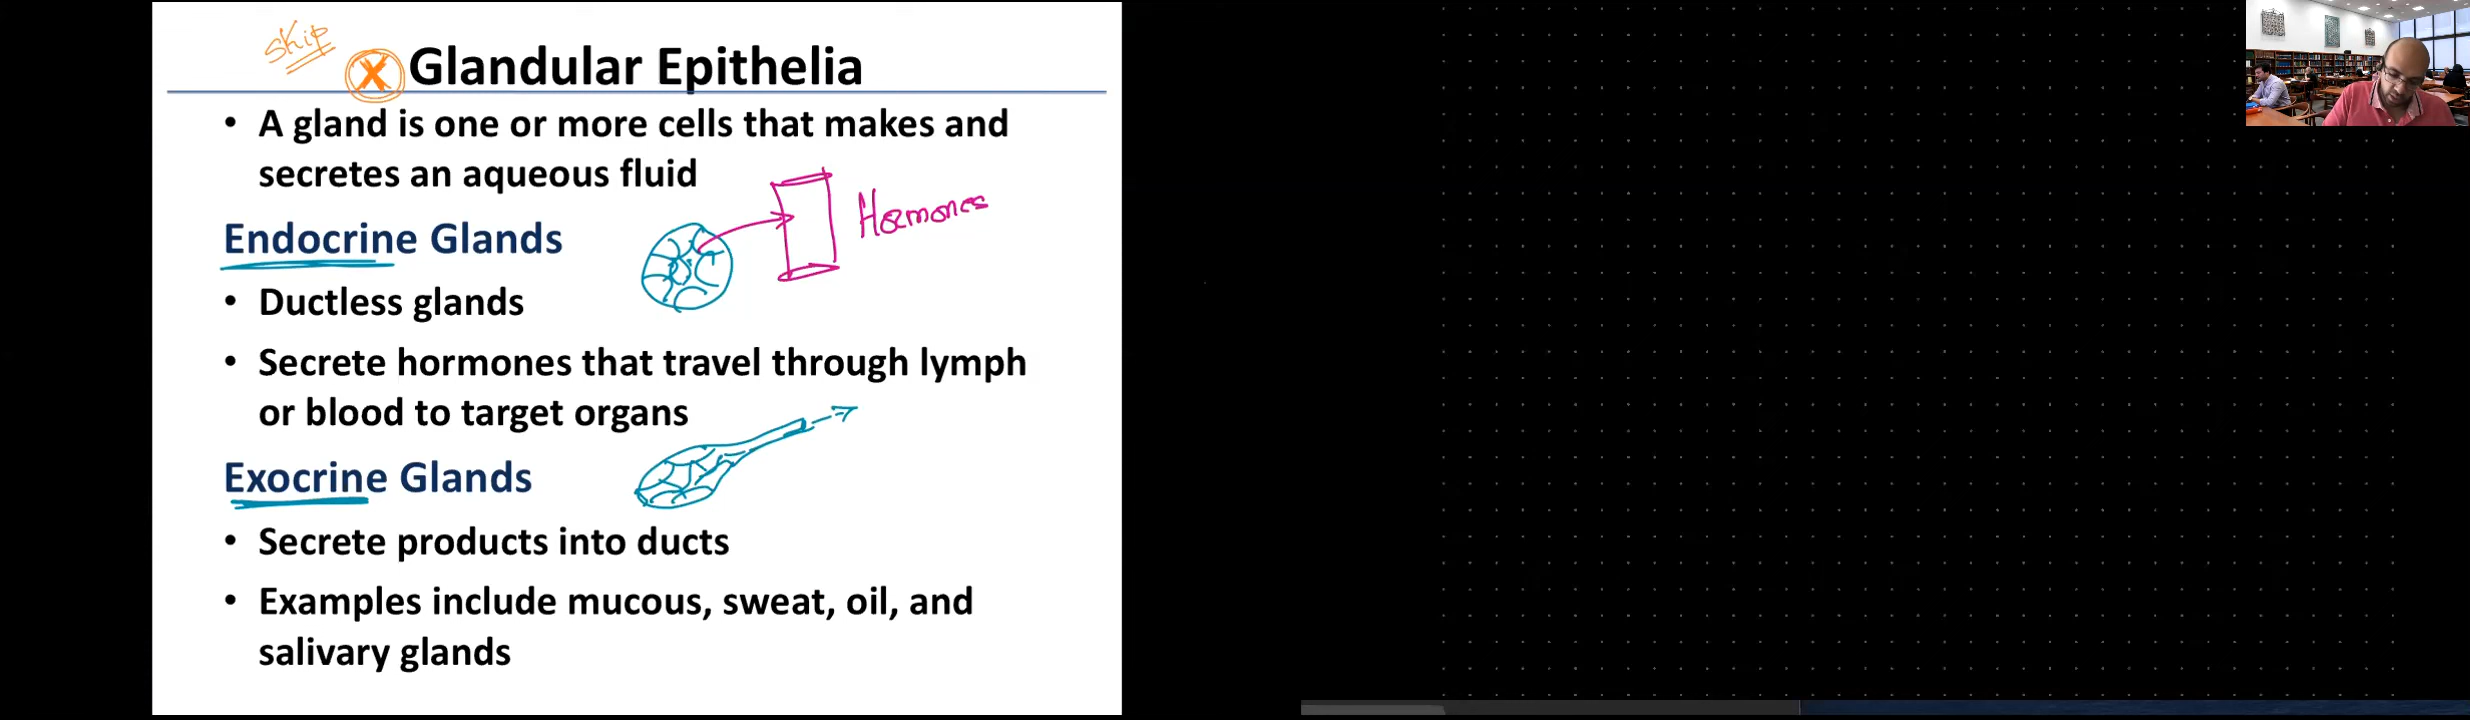 skip
X Glandular Epithelia
• A gland is one or more cells that makes and
secretes an aqueous fluid
Hormones
Endocrine Glands
• Ductless glands
• Secrete hormones that travel through lymph
or blood to target organs
Exocrine Glands
• Secrete products into ducts
• Examples include mucous, sweat, oil, and
salivary glands